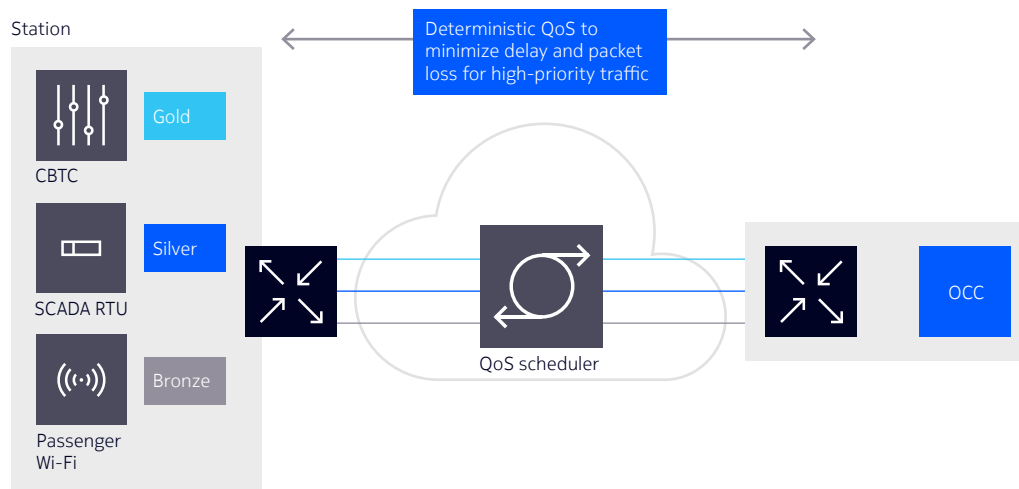 Station
Deterministic QoS to
minimize delay and packet
loss for high-priority traffic
Gold
CBTC
Silver
SCADA RTU
Bronze
Passenger
Wi-Fi
QoS scheduler
OCC